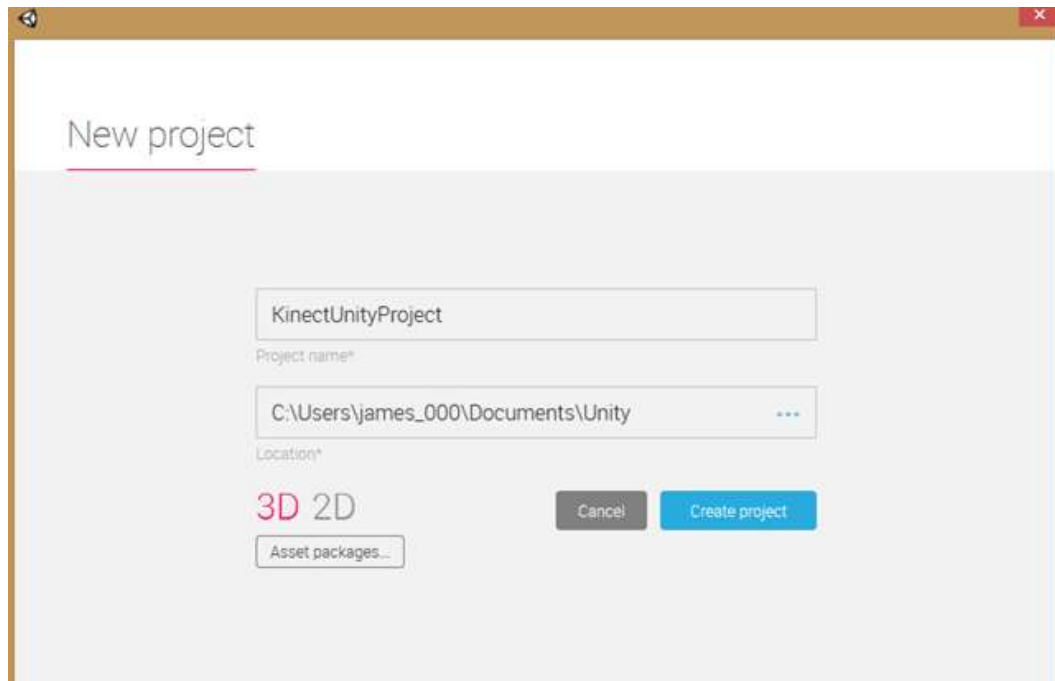 New project
KinectUnityProject
Project name*
C:\Users\james_000\Documents\Unity
Location*
3D 2D
Cancel
Create project
Asset packages...